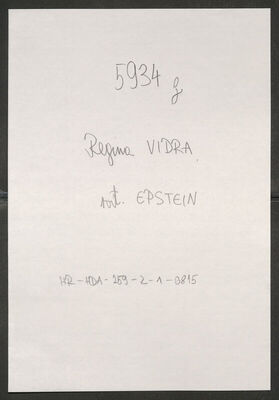 5934 g
Regina VIDRA,
rođ. EPSTEIN
HR-HDA-259-2-1-0815